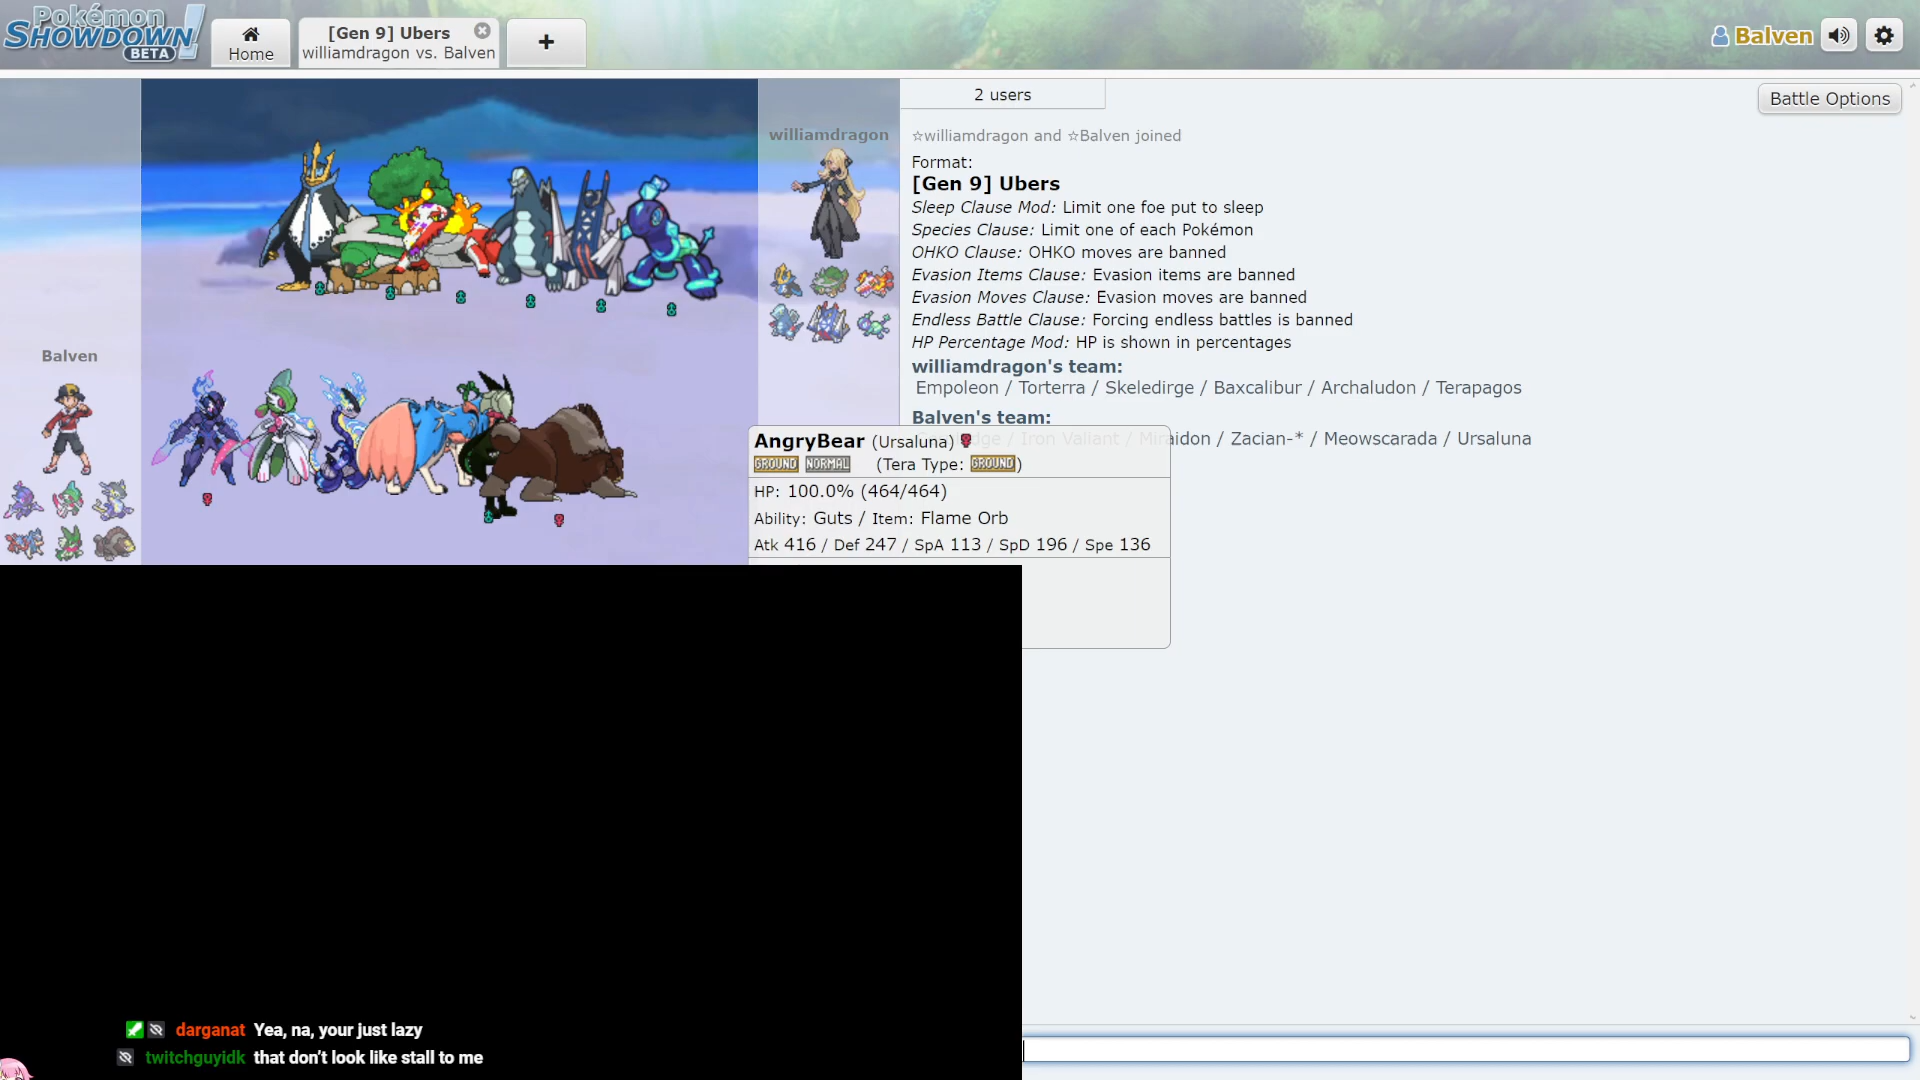 Pokémon
SHOWDOWN!
BETA
Home
[Gen 9] Ubers
williamdragon vs. Balven
+
Balven
2 users
Battle Options
☆williamdragon and ☆Balven joined
Format:
[Gen 9] Ubers
Sleep Clause Mod: Limit one foe put to sleep
Species Clause: Limit one of each Pokémon
OHKO Clause: OHKO moves are banned
Evasion Items Clause: Evasion items are banned
Evasion Moves Clause: Evasion moves are banned
Endless Battle Clause: Forcing endless battles is banned
HP Percentage Mod: HP is shown in percentages
williamdragon's team:
Empoleon / Torterra / Skeledirge / Baxcalibur / Archaludon / Terapagos
Balven's team:
/ Iron Valiant / Miraidon / Zacian-* / Meowscarada / Ursaluna
williamdragon
Balven
AngryBear (Ursaluna)
GROUND NORMAL (Tera Type: GROUND)
HP: 100.0% (464/464)
Ability: Guts / Item: Flame Orb
Atk 416 / Def 247 / SpA 113 / SpD 196 / Spe 136
darganat Yea, na, your just lazy
twitchguyidk that don't look like stall to me